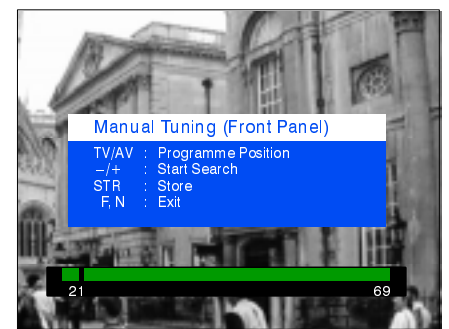 Manual Tuning (Front Panel)
TV/AV : Programme Position
−/+ : Start Search
STR : Store
F, N : Exit
21 69